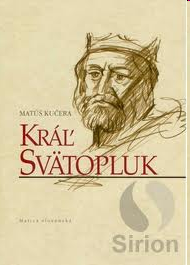 MATÚŠ KUČERA
KRÁĽ
SVÄTOPLUK
Matica slovenská
Sirion